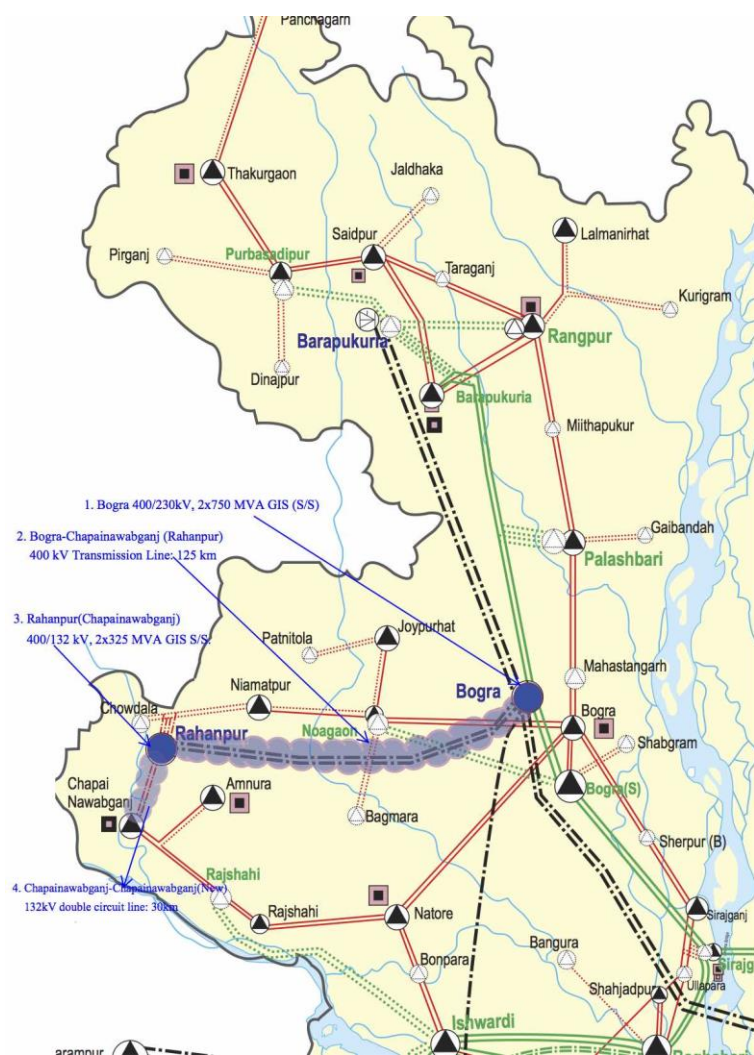 Panchagarh
Thakurgaon
Jaldhaka
Saidpur
Lalmanirhat
Pirganj
Purbasadipur
Taraganj
Kurigram
Barapukuria
Rangpur
Dinajpur
Barapukuria
Miithapukur
1. Bogra 400/230kV, 2x750 MVA GIS (S/S)
2. Bogra-Chapainawabganj (Rahanpur)
400 kV Transmission Line: 125 km
Gaibandah
Palashbari
3. Rahanpur(Chapainawabganj)
400/132 kV, 2x325 MVA GIS S/S.
Joypurhat
Patnitola
Mahastangarh
Niamatpur
Bogra
Chowdala
Noagaon
Bogra
Rahanpur
Shabgram
Chapai
Nawabganj
Amnura
Bogra(S)
Bagmara
Sherpur (B)
Rajshahi
4. Chapainawabganj-Chapainawabganj(New)
132kV double circuit line: 30km
Rajshahi
Natore
Sirajganj
Bonpara
Bangura
Sirajg
Shahjadpur
Ullapara
Ishwardi
arampur